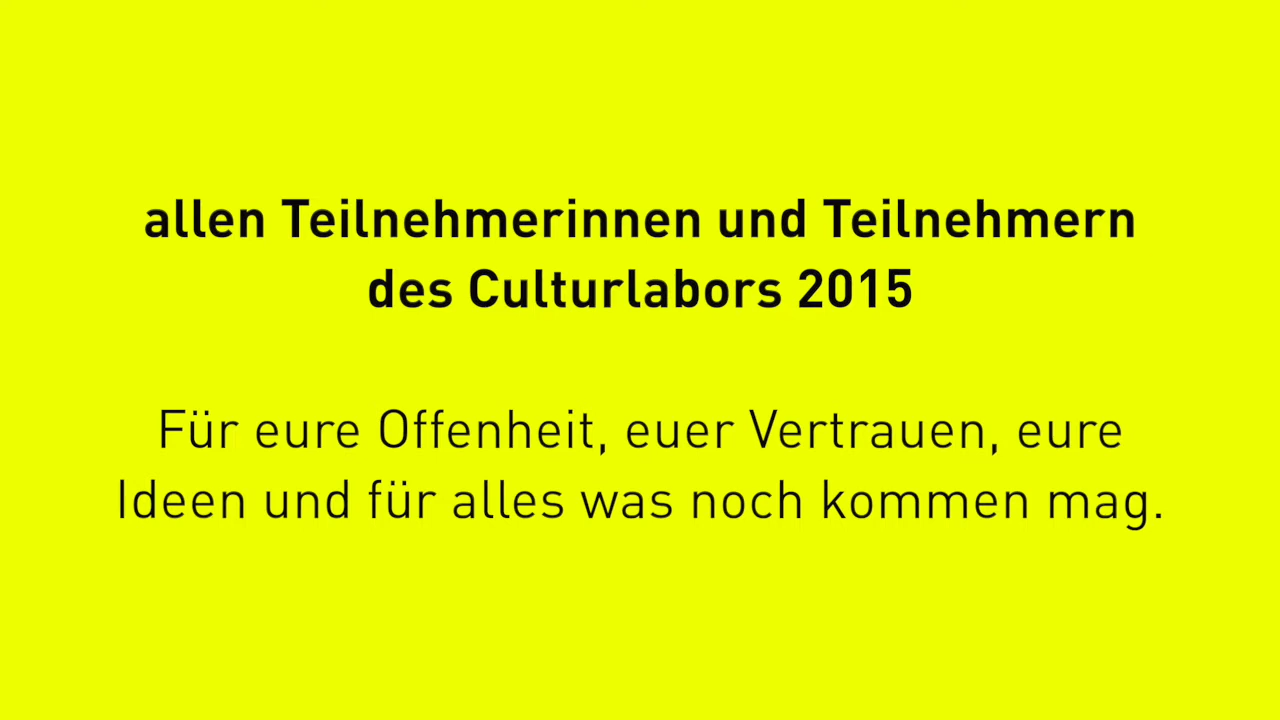 allen Teilnehmerinnen und Teilnehmern
des Culturlabors 2015
Für eure Offenheit, euer Vertrauen, eure
Ideen und für alles was noch kommen mag.